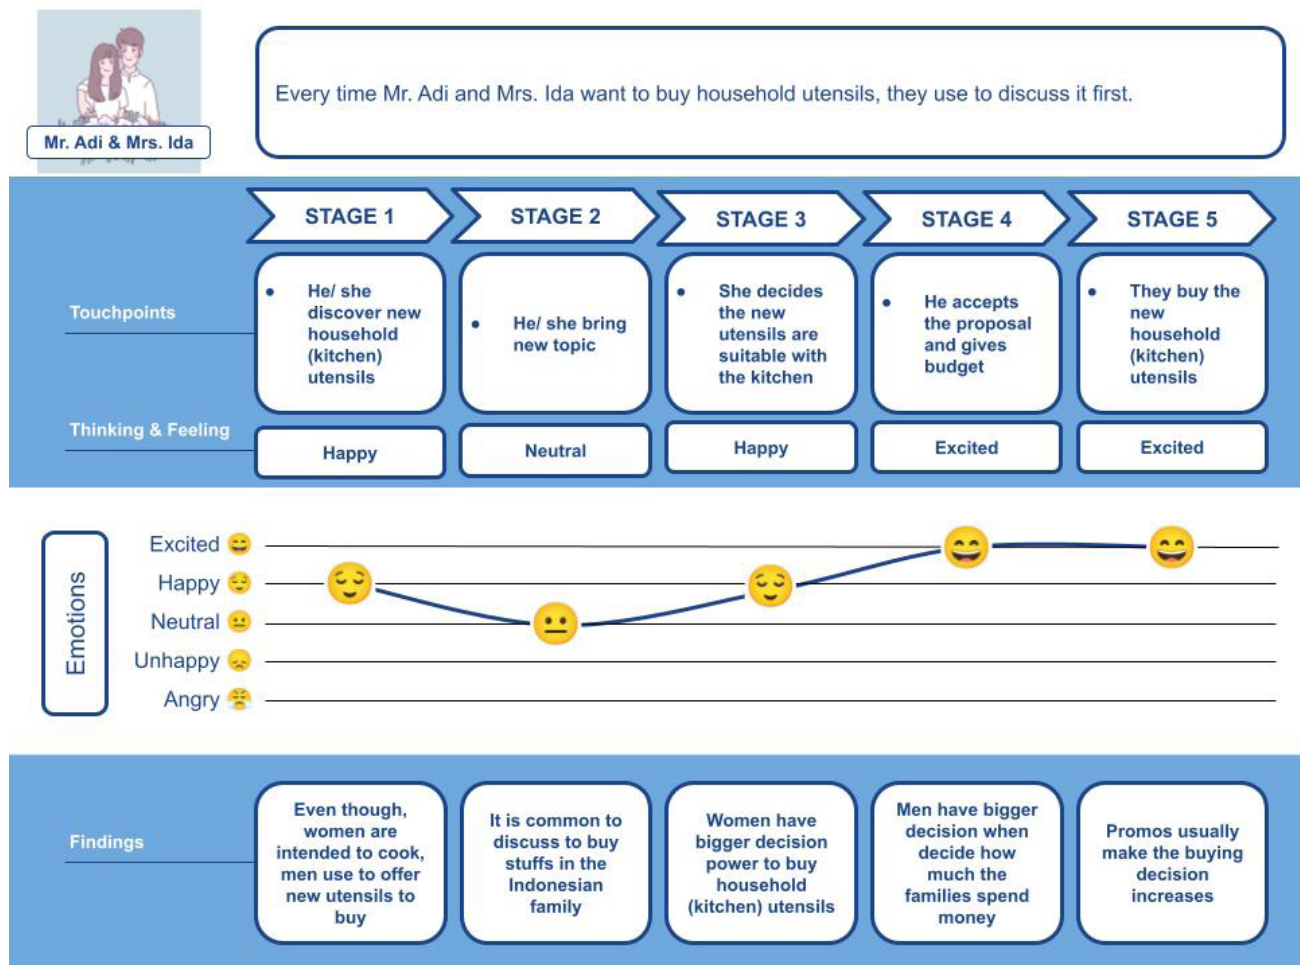 Every time Mr. Adi and Mrs. Ida want to buy household utensils, they use to discuss it first.
Mr. Adi & Mrs. Ida
STAGE 1
STAGE 2
STAGE 3
STAGE 4
STAGE 5
Touchpoints
• He/ she
discover new
household
(kitchen)
utensils
• He/ she bring
new topic
• She decides
the new
utensils are
suitable with
the kitchen
• He accepts
the proposal
and gives
budget
• They buy the
new
household
(kitchen)
utensils
Thinking & Feeling
Happy
Neutral
Happy
Excited
Excited
Emotions
Excited
Happy
Neutral
Unhappy
Angry
Findings
Even though,
women are
intended to cook,
men use to offer
new utensils to
buy
It is common to
discuss to buy
stuffs in the
Indonesian
family
Women have
bigger decision
power to buy
household
(kitchen) utensils
Men have bigger
decision when
decide how
much the
families spend
money
Promos usually
make the buying
decision
increases